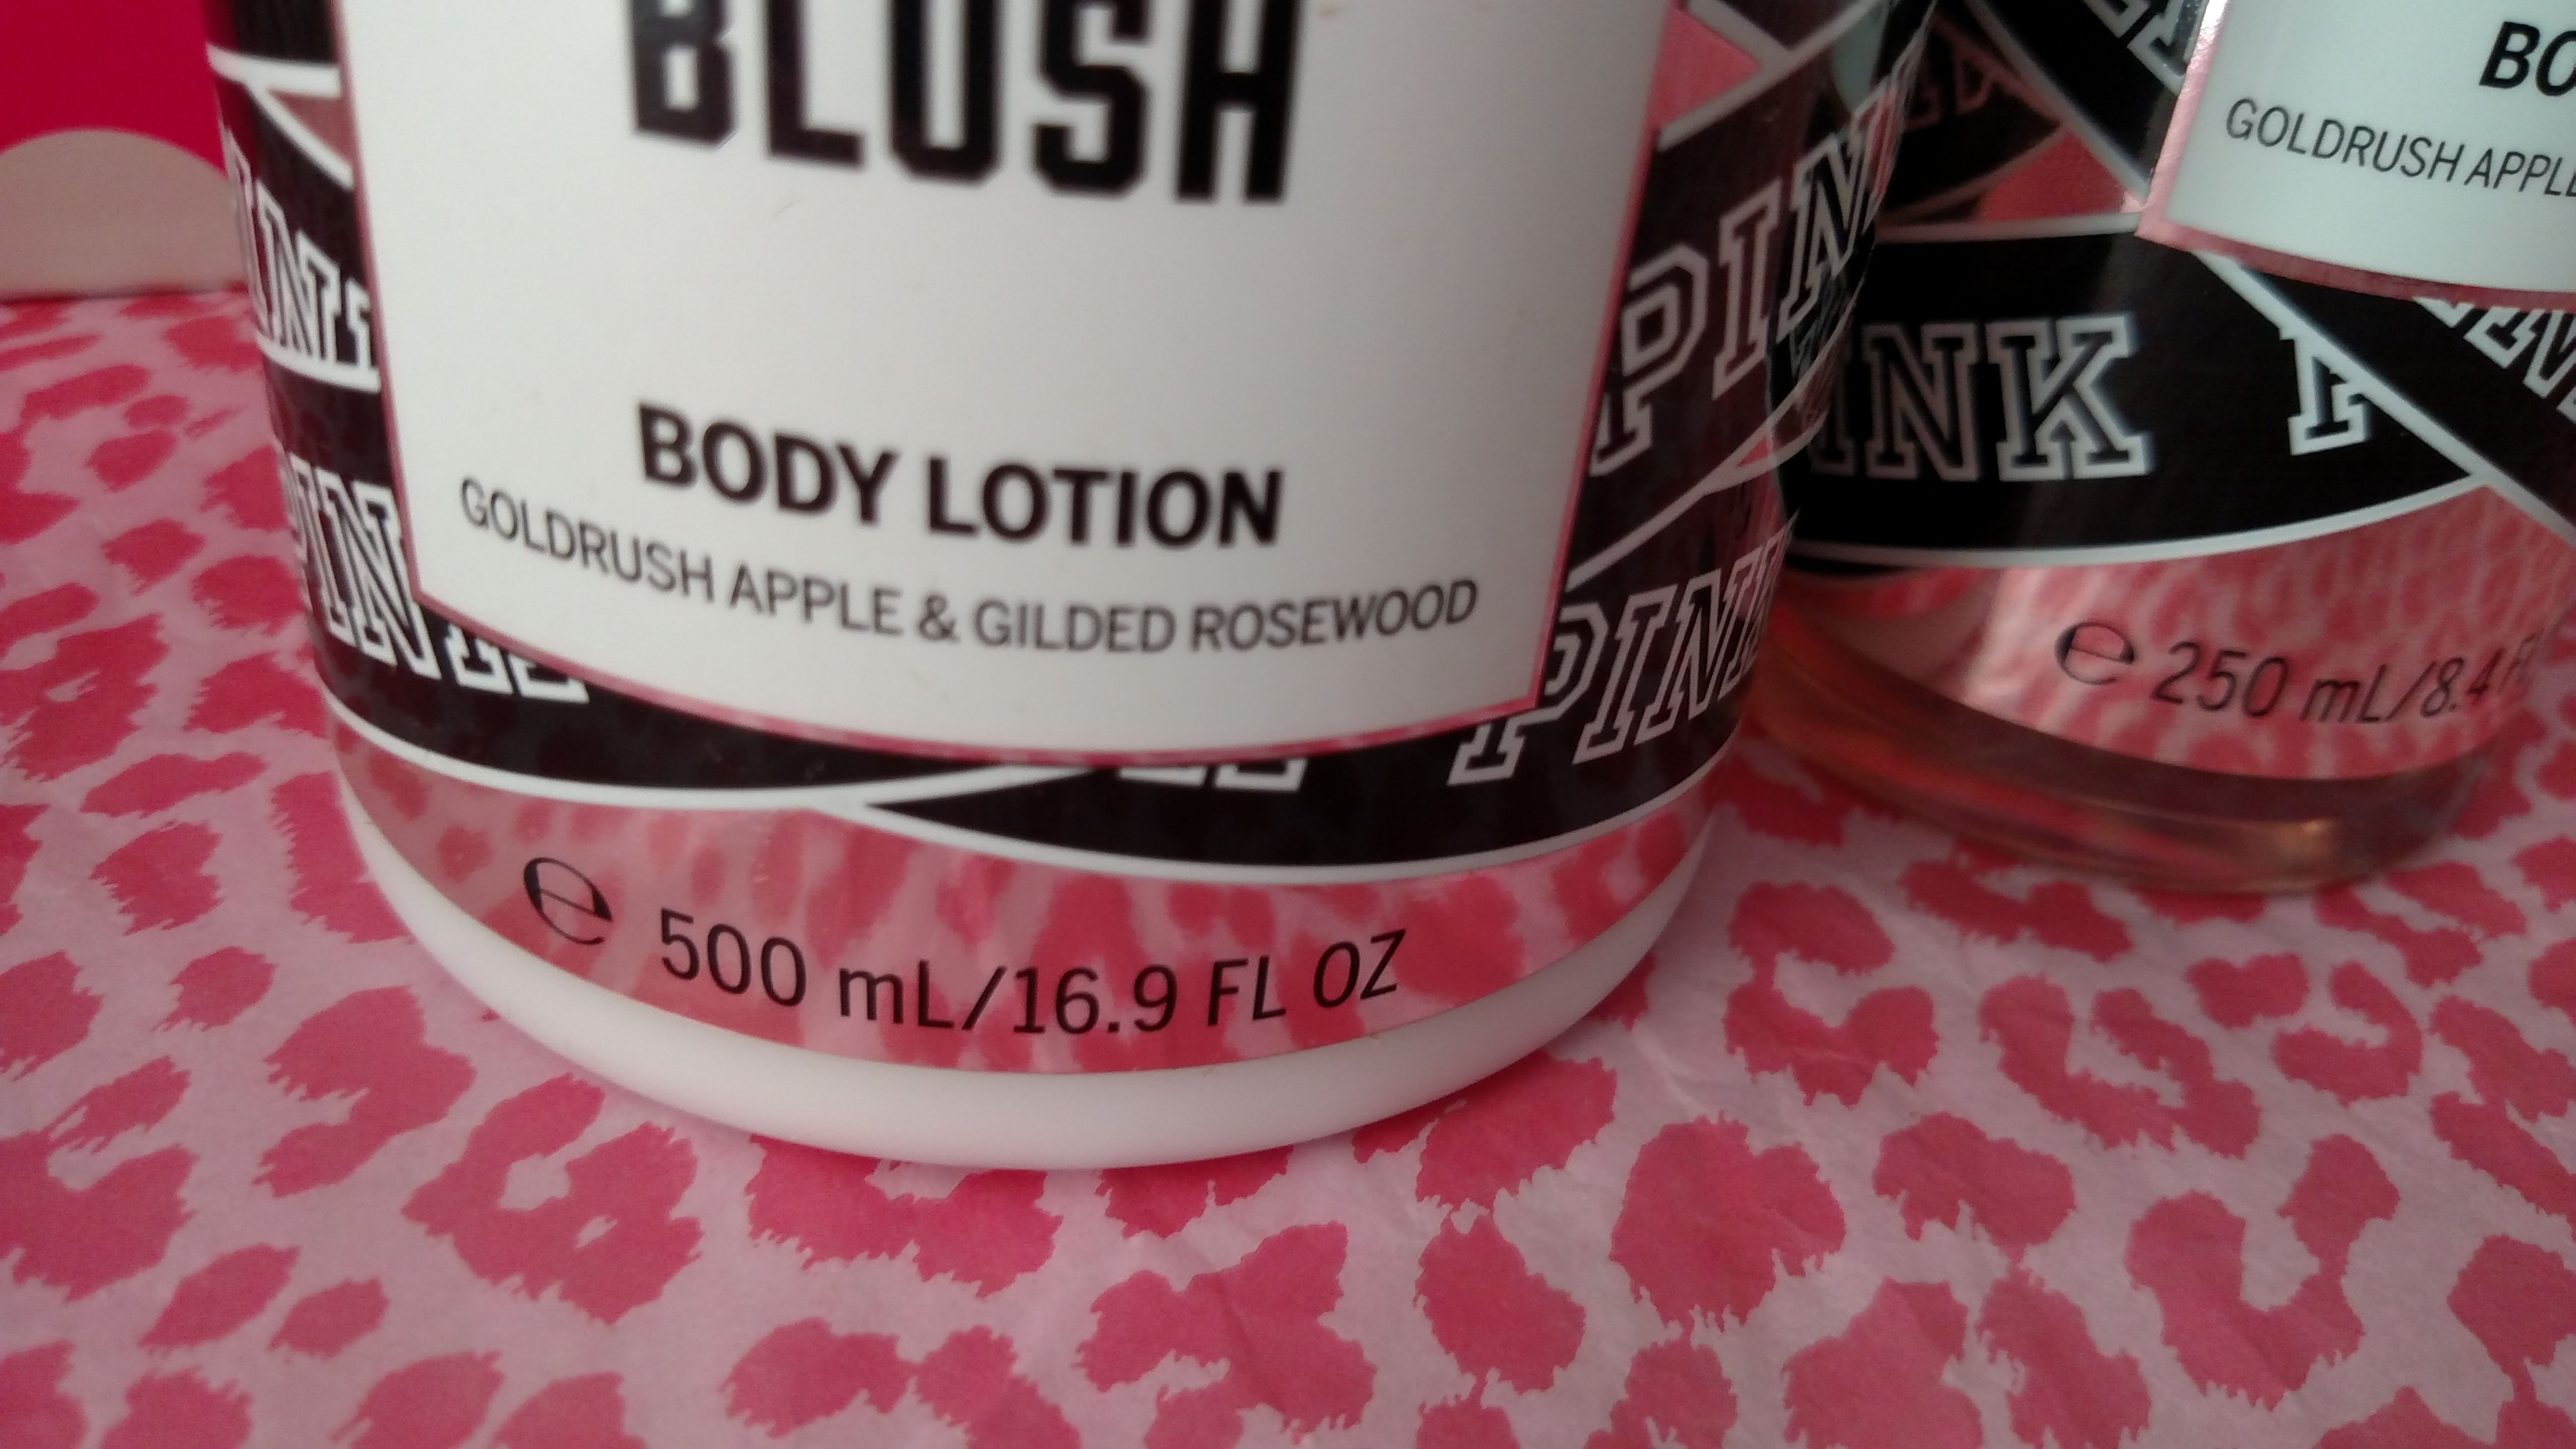 BLUSH
BODY LOTION
GOLDRUSH APPLE & GILDED ROSEWOOD
℮ 500 mL/16.9 FL OZ
PINK
PINK
GOLDRUSH APPLE
INK
℮ 250 mL/8.4